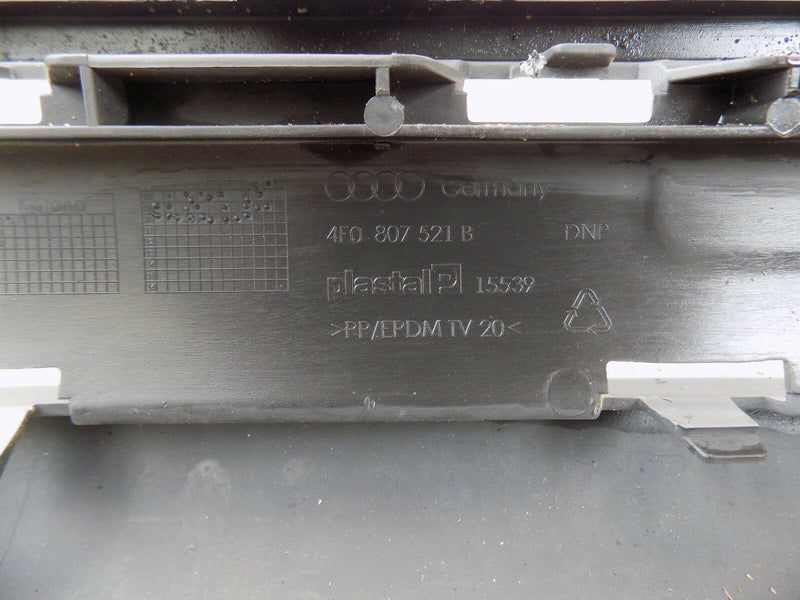 Germany
4F0 807 521 B DNP
plastal P 15539
>PP/EPDM TV 20<